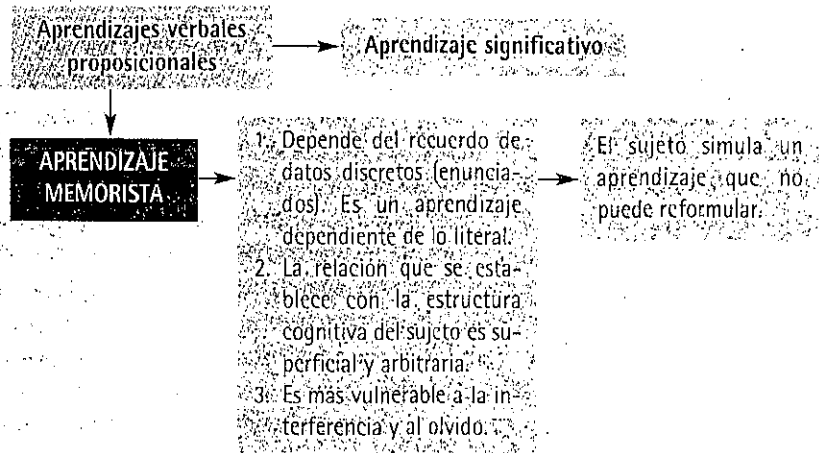 Aprendizajes verbales
proposicionales
Aprendizaje significativo
APRENDIZAJE
MEMORISTA
1. Depende del recuerdo de
datos discretos (enuncia-
dos). Es un aprendizaje
dependiente de lo literal.
2. La relación que se esta-
blece con la estructura
cognitiva del sujeto es su-
perficial y arbitraria.
3. Es más vulnerable a la in-
terferencia y al olvido.
El sujeto simula un
aprendizaje que no
puede reformular.